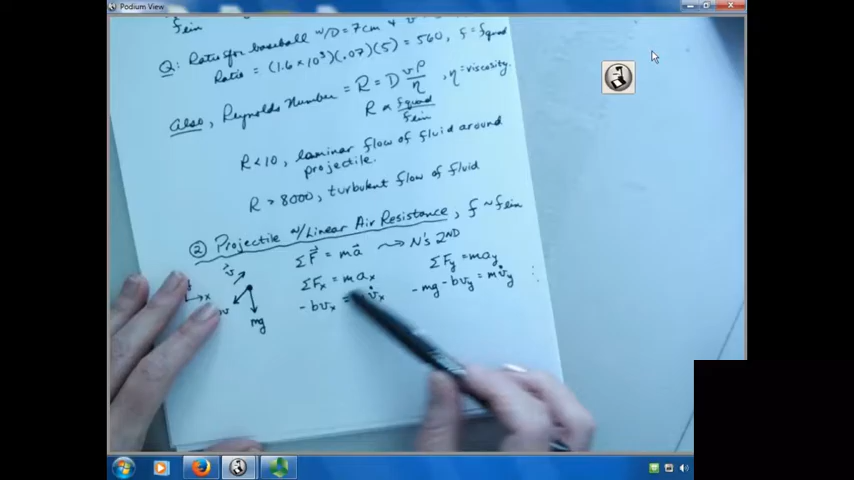 Podium View
f_lin
Q: Ratio for baseball w/D = 7cm & v =
Ratio = (1.6 × 10³)(.07)(5) = 560, f = f_quad
Also, Reynolds Number = R = D vρ/η , η = viscosity.
R ∝ f_quad/f_lin
R < 10, laminar flow of fluid around
projectile.
R > 8000, turbulent flow of fluid
② Projectile w/ Linear Air Resistance, f ~ f_lin
ΣF⃗ = ma⃗ ⇝ N's 2ND
v⃗
ΣFx = max
ΣFy = may
x
-bvx = v̇x
-mg - bvy = mv̇y
mg